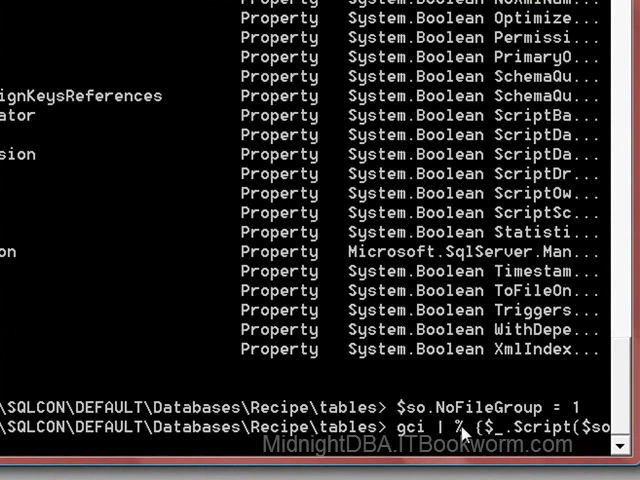 Property System.Boolean NoXmlNam...
Property System.Boolean Optimize...
Property System.Boolean Permissi...
Property System.Boolean PrimaryO...
Property System.Boolean SchemaQu...
ignKeysReferences Property System.Boolean SchemaQu...
ator Property System.Boolean ScriptBa...
Property System.Boolean ScriptDa...
sion Property System.Boolean ScriptDa...
Property System.Boolean ScriptDr...
Property System.Boolean ScriptOw...
Property System.Boolean ScriptSc...
Property System.Boolean Statisti...
on Property Microsoft.SqlServer.Man...
Property System.Boolean Timestam...
Property System.Boolean ToFileOn...
Property System.Boolean Triggers...
Property System.Boolean WithDepe...
Property System.Boolean XmlIndex...
\SQLCON\DEFAULT\Databases\Recipe\tables> $so.NoFileGroup = 1
\SQLCON\DEFAULT\Databases\Recipe\tables> gci | % {$_.Script($so
MidnightDBA.ITBookworm.com